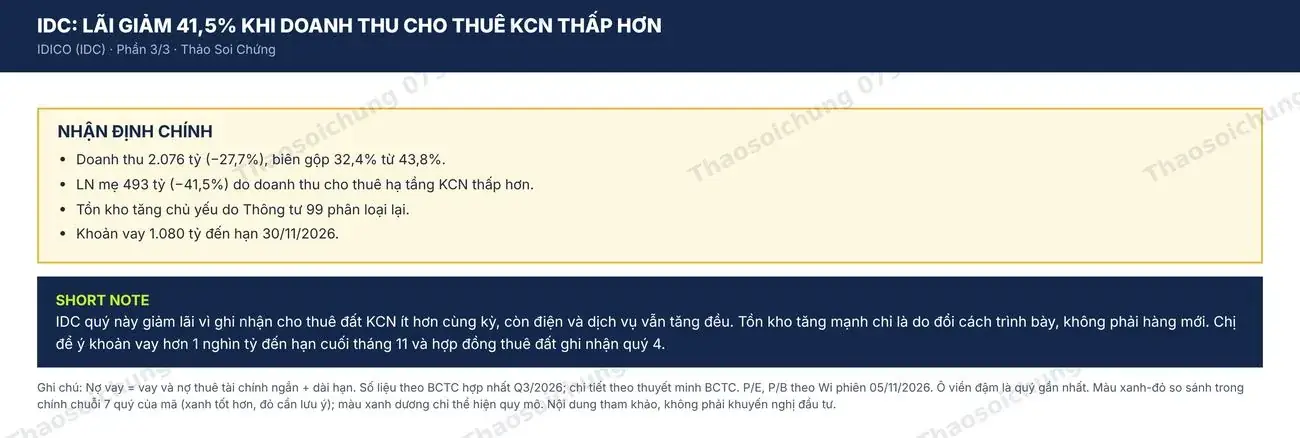 IDC: LÃI GIẢM 41,5% KHI DOANH THU CHO THUÊ KCN THẤP HƠN
IDICO (IDC) · Phần 3/3 · Thảo Soi Chứng
NHẬN ĐỊNH CHÍNH
• Doanh thu 2.076 tỷ (−27,7%), biên gộp 32,4% từ 43,8%.
• LN mẹ 493 tỷ (−41,5%) do doanh thu cho thuê hạ tầng KCN thấp hơn.
• Tồn kho tăng chủ yếu do Thông tư 99 phân loại lại.
• Khoản vay 1.080 tỷ đến hạn 30/11/2026.
SHORT NOTE
IDC quý này giảm lãi vì ghi nhận cho thuê đất KCN ít hơn cùng kỳ, còn điện và dịch vụ vẫn tăng đều. Tồn kho tăng mạnh chỉ là do đổi cách trình bày, không phải hàng mới. Chị
để ý khoản vay hơn 1 nghìn tỷ đến hạn cuối tháng 11 và hợp đồng thuê đất ghi nhận quý 4.
Ghi chú: Nợ vay = vay và nợ thuê tài chính ngắn + dài hạn. Số liệu theo BCTC hợp nhất Q3/2026; chi tiết theo thuyết minh BCTC. P/E, P/B theo Wi phiên 05/11/2026. Ô viền đậm là quý gần nhất. Màu xanh-đỏ so sánh trong
chính chuỗi 7 quý của mã (xanh tốt hơn, đỏ cần lưu ý); màu xanh dương chỉ thể hiện quy mô. Nội dung tham khảo, không phải khuyến nghị đầu tư.
Thaosoichung 079
Thaosoichung 079
Thaosoichung